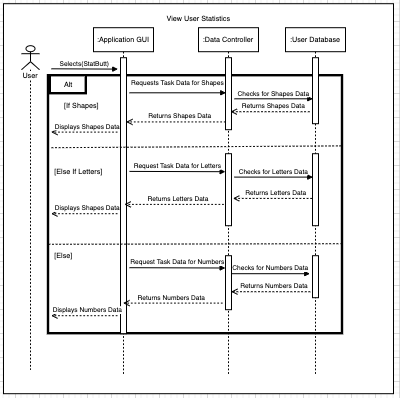 View User Statistics
:Application GUI
:Data Controller
:User Database
User
Selects(StatButt)
Alt
Requests Task Data for Shapes
[If Shapes]
Checks for Shapes Data
Returns Shapes Data
Returns Shapes Data
Displays Shapes Data
[Else If Letters]
Request Task Data for Letters
Checks for Letters Data
Returns Letters Data
Returns Letters Data
Displays Shapes Data
[Else]
Request Task Data for Numbers
Checks for Numbers Data
Returns Numbers Data
Returns Numbers Data
Displays Numbers Data